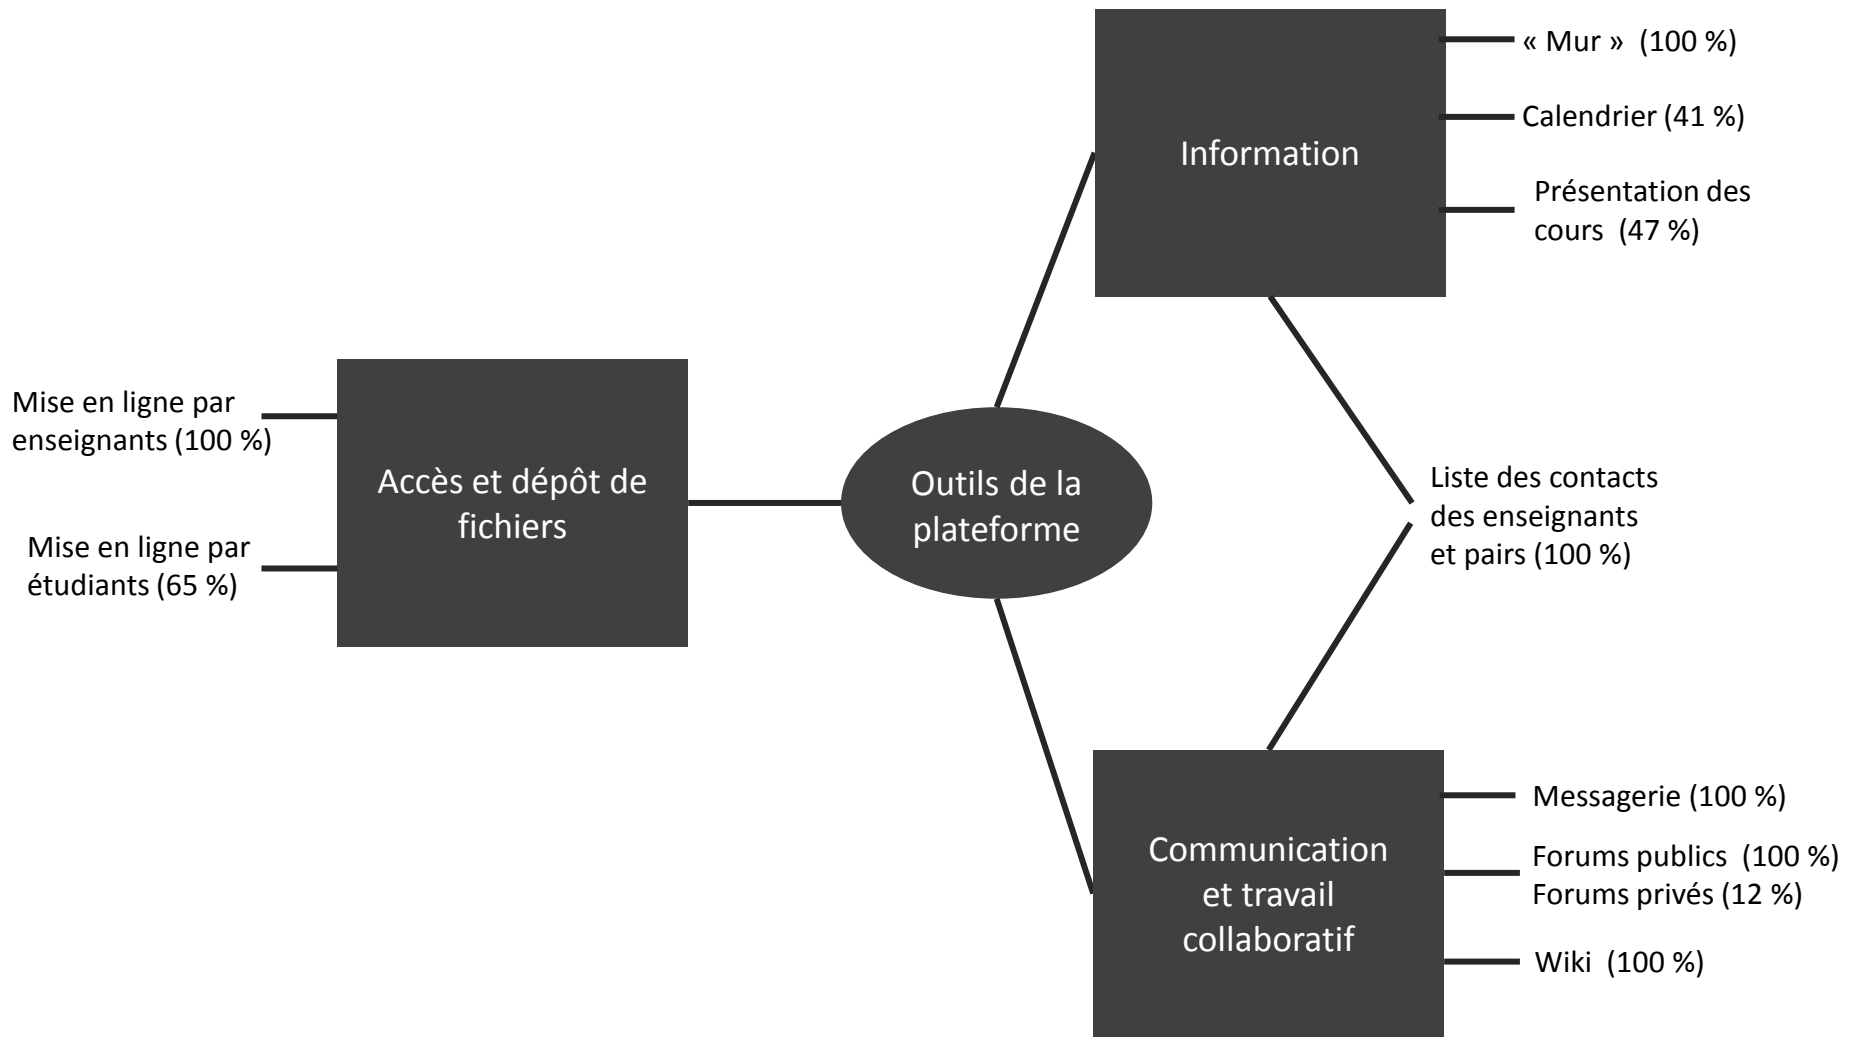 « Mur » (100 %)
Calendrier (41 %)
Information
Présentation des
cours (47 %)
Mise en ligne par
enseignants (100 %)
Accès et dépôt de
fichiers
Mise en ligne par
étudiants (65 %)
Outils de la
plateforme
Liste des contacts
des enseignants
et pairs (100 %)
Communication
et travail
collaboratif
Messagerie (100 %)
Forums publics (100 %)
Forums privés (12 %)
Wiki (100 %)